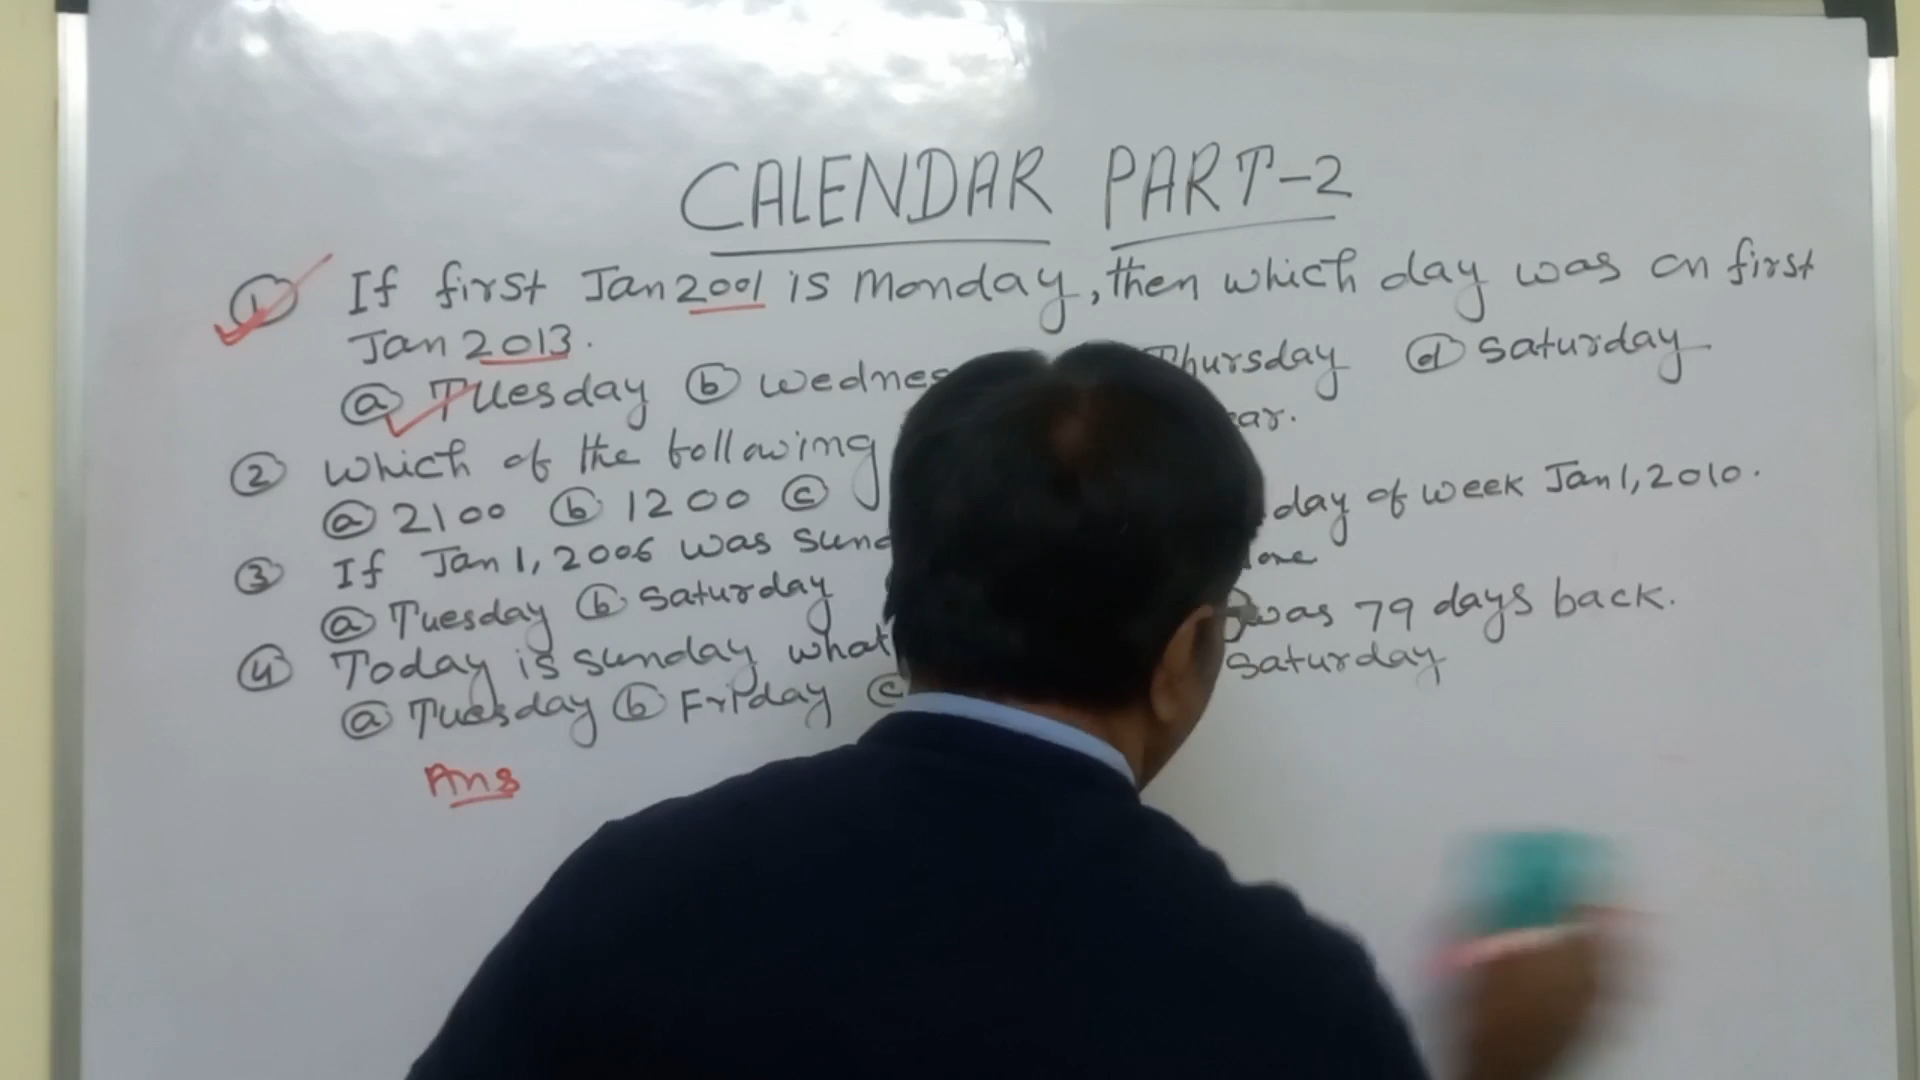 CALENDAR PART-2
① If first Jan 2001 is Monday, then which day was on first
Jan 2013.
ⓐ Tuesday ⓑ wednes Thursday ⓓ Saturday
② Which of the following
ⓐ 2100 ⓑ 1200 ⓒ
③ If Jan 1, 2006 was sund day of week Jan 1, 2010.
ⓐ Tuesday ⓑ Saturday
④ Today is sunday what was 79 days back.
ⓐ Tuesday ⓑ Friday ⓒ Saturday
Ans